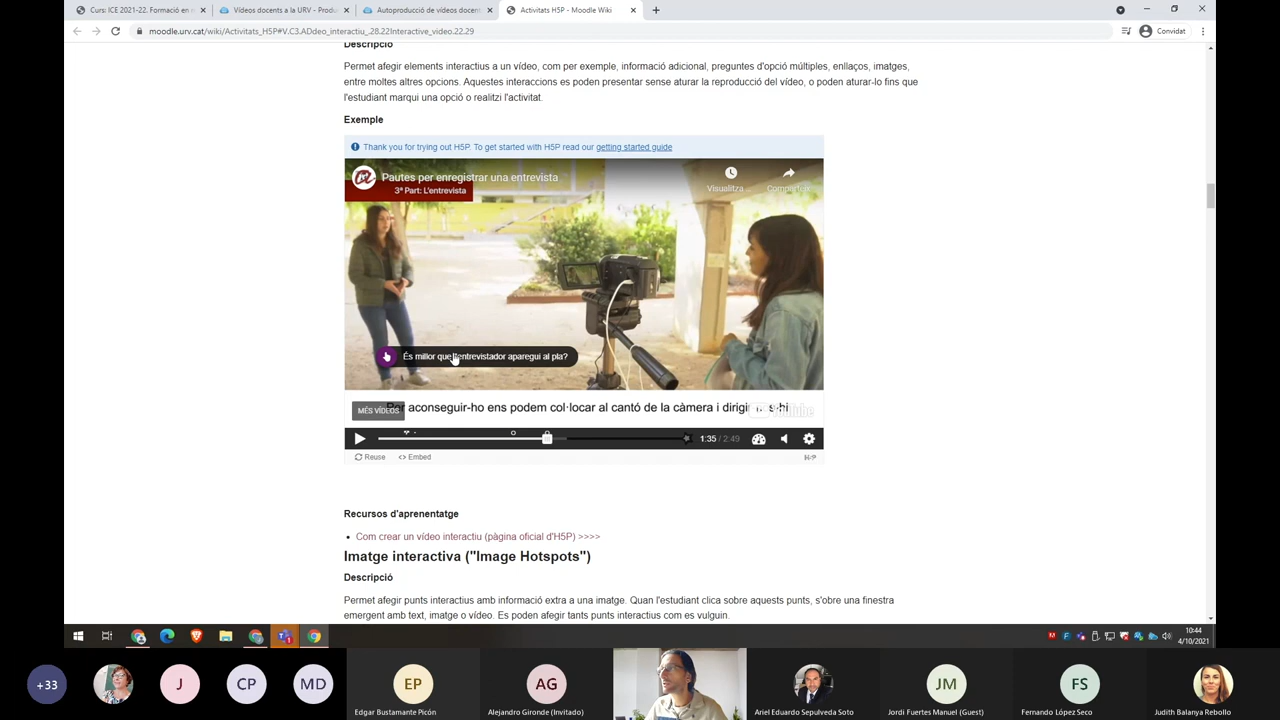 Curs: ICE 2021-22. Formació en n
Vídeos docents a la URV - Produ
Autoproducció de vídeos docent
Activitats H5P - Moodle Wiki
moodle.urv.cat/wiki/Activitats_H5P#V.C3.ADdeo_interactiu_.28.22Interactive_video.22.29
Convidat
Descripció
Permet afegir elements interactius a un vídeo, com per exemple, informació adicional, preguntes d'opció múltiples, enllaços, imatges,
entre moltes altres opcions. Aquestes interaccions es poden presentar sense aturar la reproducció del vídeo, o poden aturar-lo fins que
l'estudiant marqui una opció o realitzi l'activitat.
Exemple
Thank you for trying out H5P. To get started with H5P read our getting started guide
Pautes per enregistrar una entrevista
3ª Part: L'entrevista
Visualitza ...
Comparteix
És millor que l'entrevistador aparegui al pla?
MÉS VÍDEOS
Per aconseguir-ho ens podem col·locar al cantó de la càmera i dirigir-nos-hi
YouTube
1:35 / 2:49
Reuse
<> Embed
H-P
Recursos d'aprenentatge
• Com crear un vídeo interactiu (pàgina oficial d'H5P) >>>>
Imatge interactiva ("Image Hotspots")
Descripció
Permet afegir punts interactius amb informació extra a una imatge. Quan l'estudiant clica sobre aquests punts, s'obre una finestra
emergent amb text, imatge o vídeo. Es poden afegir tants punts interactius com es vulguin.
10:44
4/10/2021
+33
J
CP
MD
EP
AG
JM
FS
Edgar Bustamante Picón
Alejandro Gironde (Invitado)
Ariel Eduardo Sepulveda Soto
Jordi Fuertes Manuel (Guest)
Fernando López Seco
Judith Balanya Rebollo